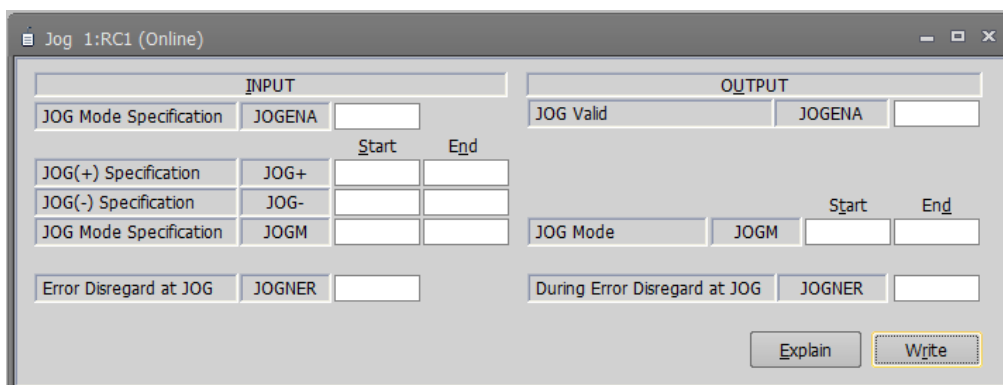 Jog 1:RC1 (Online)
INPUT OUTPUT
JOG Mode Specification JOGENA JOG Valid JOGENA
Start End
JOG(+) Specification JOG+
JOG(-) Specification JOG- Start End
JOG Mode Specification JOGM JOG Mode JOGM
Error Disregard at JOG JOGNER During Error Disregard at JOG JOGNER
Explain Write